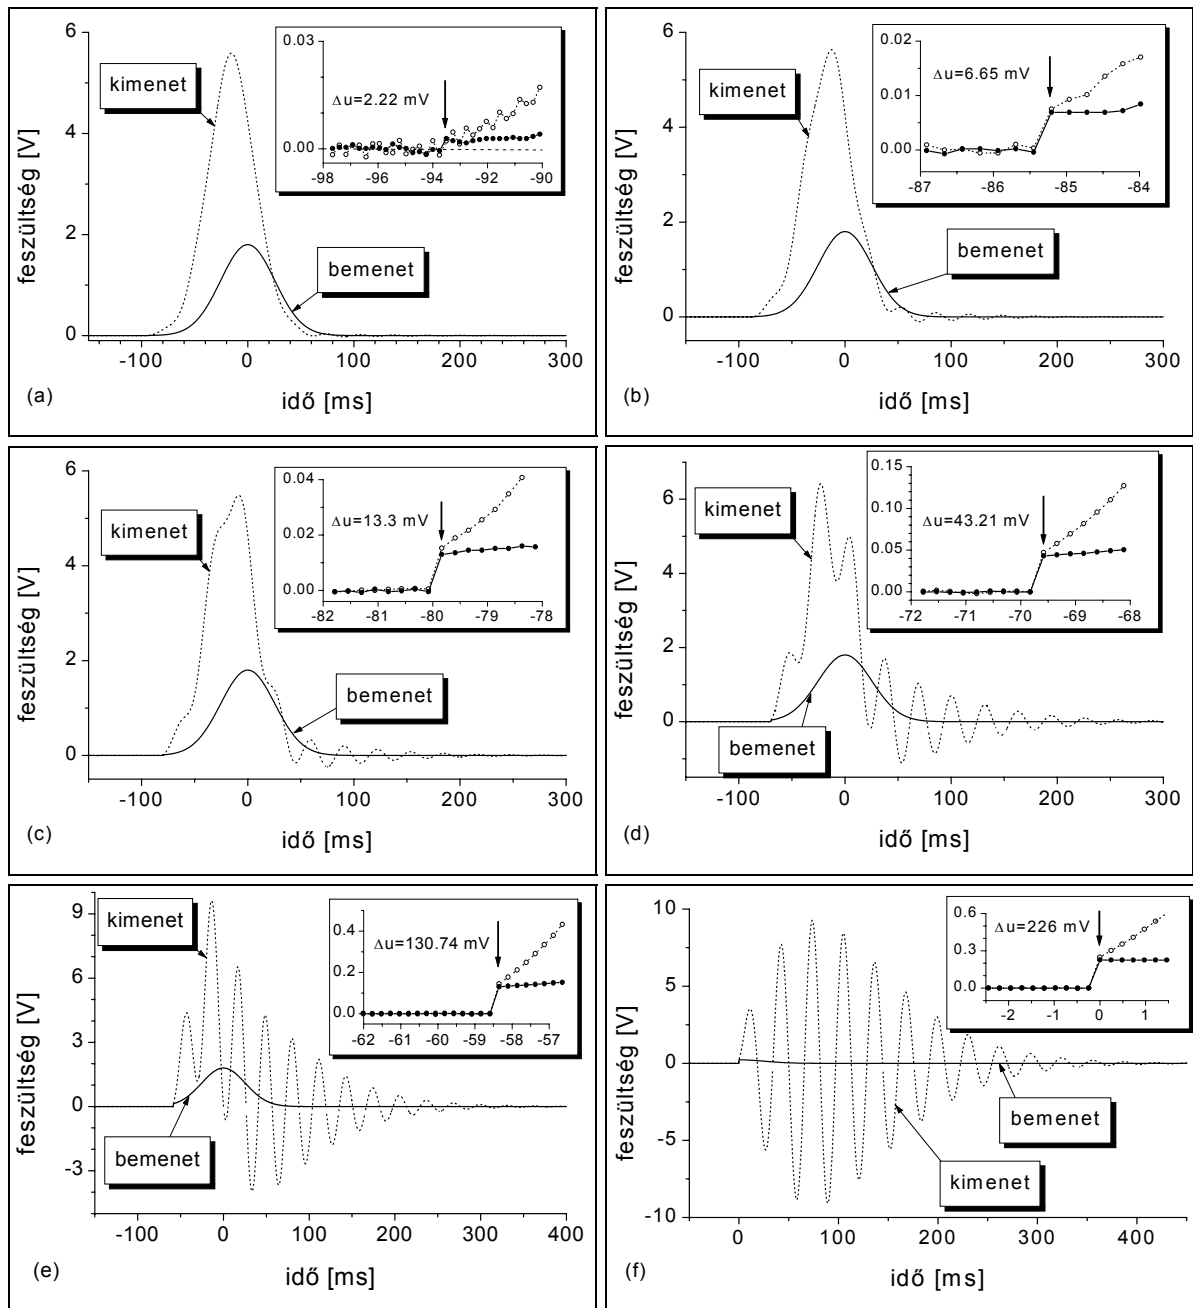 6
4
2
0
feszültség [V]
kimenet
bemenet
0.03
0.00
Δu=2.22 mV
-98 -96 -94 -92 -90
-100 0 100 200 300
(a)
idő [ms]
6
4
2
0
feszültség [V]
kimenet
bemenet
0.02
0.01
0.00
Δu=6.65 mV
-87 -86 -85 -84
-100 0 100 200 300
(b)
idő [ms]
6
4
2
0
feszültség [V]
kimenet
bemenet
0.04
0.02
0.00
Δu=13.3 mV
-82 -81 -80 -79 -78
-100 0 100 200 300
(c)
idő [ms]
6
4
2
0
feszültség [V]
kimenet
bemenet
0.15
0.10
0.05
0.00
Δu=43.21 mV
-72 -71 -70 -69 -68
-100 0 100 200 300
(d)
idő [ms]
9
6
3
0
-3
feszültség [V]
kimenet
bemenet
0.4
0.2
0.0
Δu=130.74 mV
-62 -61 -60 -59 -58 -57
-100 0 100 200 300 400
(e)
idő [ms]
10
5
0
-5
-10
feszültség [V]
0.6
0.3
0.0
Δu=226 mV
-2 -1 0 1
bemenet
kimenet
0 100 200 300 400
(f)
idő [ms]